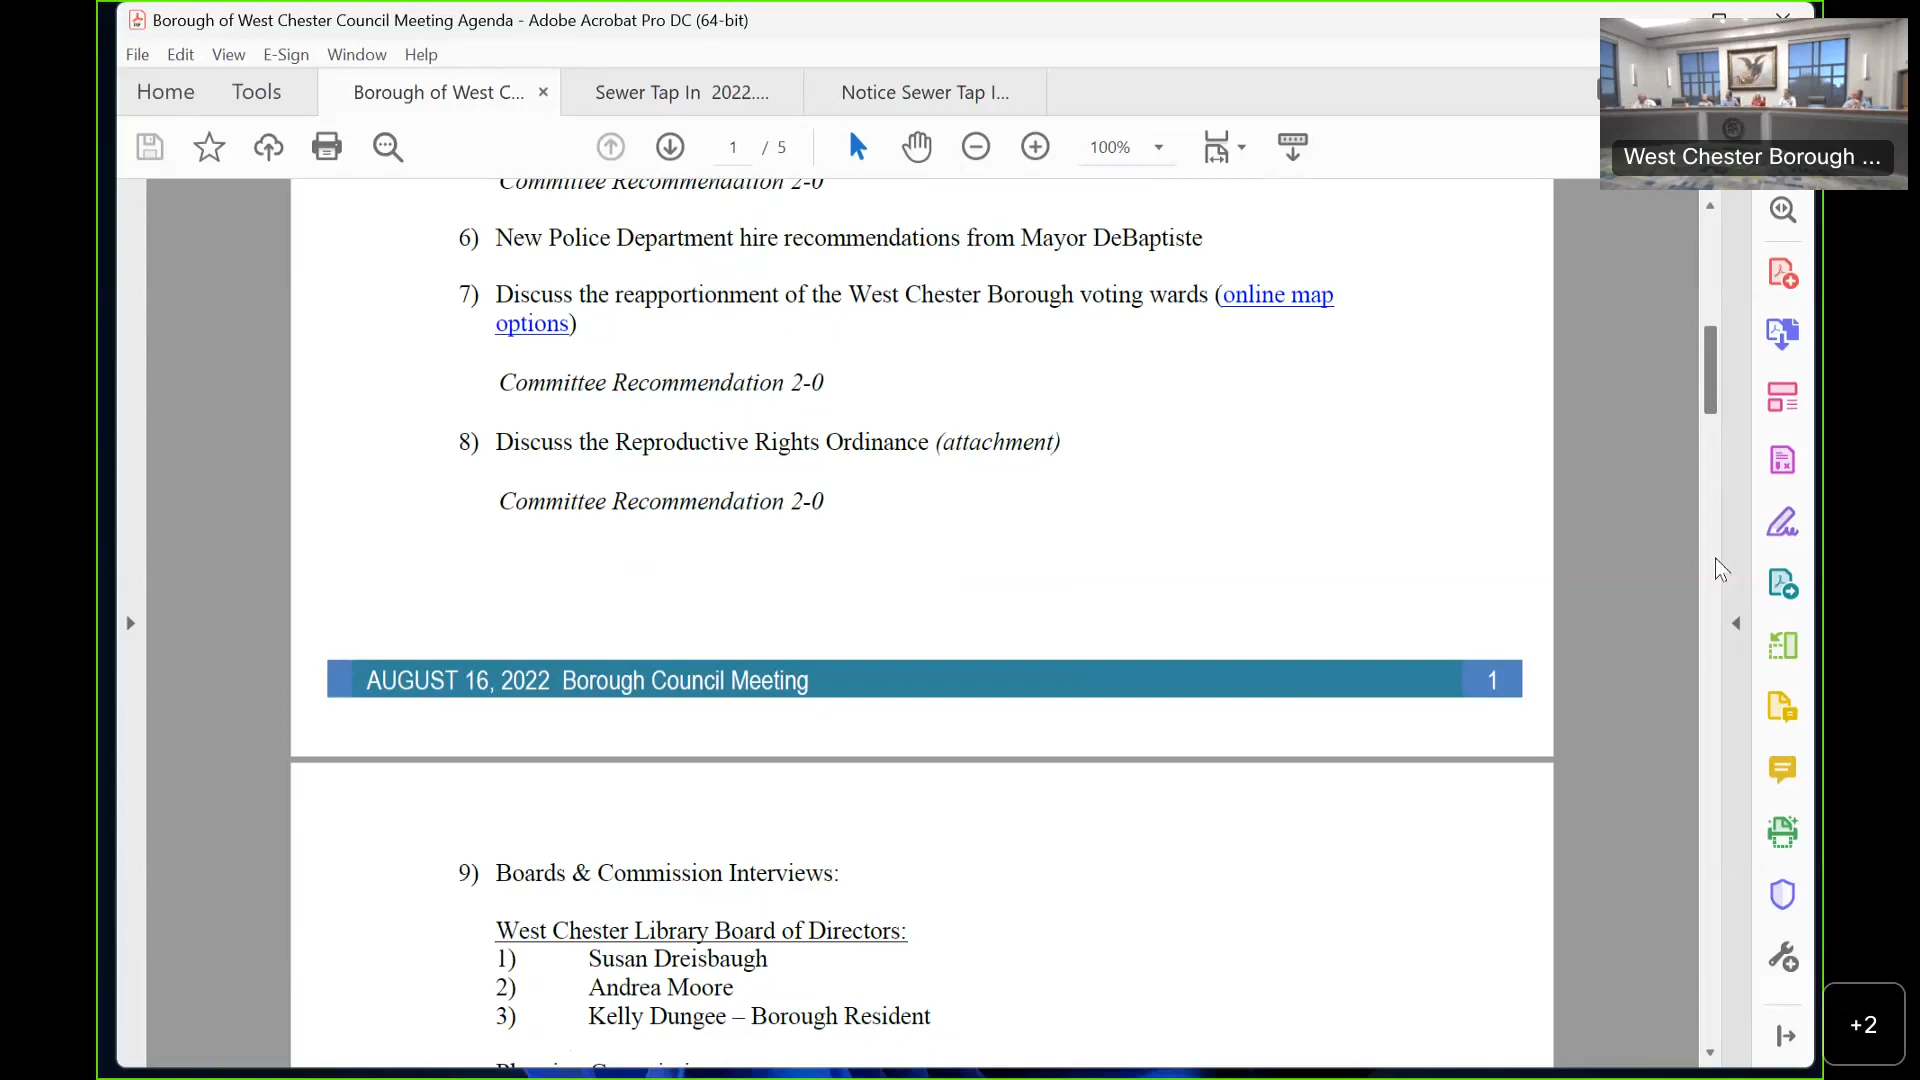 Borough of West Chester Council Meeting Agenda - Adobe Acrobat Pro DC (64-bit)
File Edit View E-Sign Window Help
Home Tools Borough of West C... × Sewer Tap In 2022.... Notice Sewer Tap I...
1 / 5 100%
West Chester Borough ...
Committee Recommendation 2-0
6) New Police Department hire recommendations from Mayor DeBaptiste
7) Discuss the reapportionment of the West Chester Borough voting wards (online map
options)
Committee Recommendation 2-0
8) Discuss the Reproductive Rights Ordinance (attachment)
Committee Recommendation 2-0
AUGUST 16, 2022 Borough Council Meeting 1
9) Boards & Commission Interviews:
West Chester Library Board of Directors:
1) Susan Dreisbaugh
2) Andrea Moore
3) Kelly Dungee – Borough Resident
+2